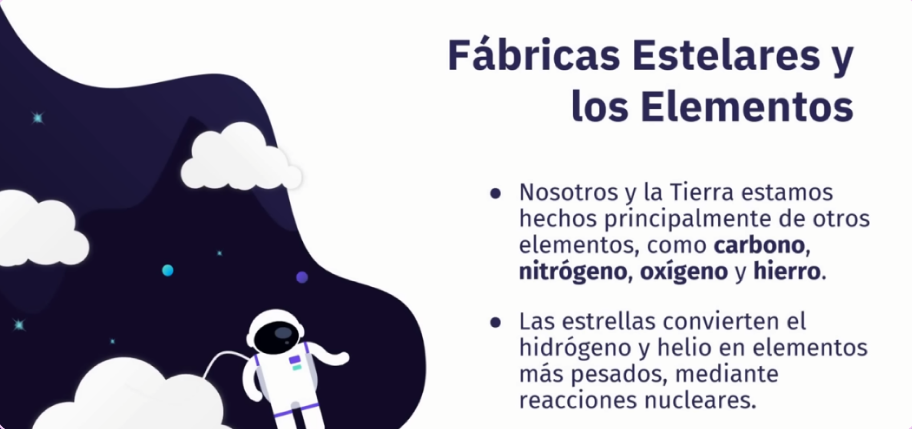 Fábricas Estelares y
los Elementos
● Nosotros y la Tierra estamos
hechos principalmente de otros
elementos, como carbono,
nitrógeno, oxígeno y hierro.
● Las estrellas convierten el
hidrógeno y helio en elementos
más pesados, mediante
reacciones nucleares.